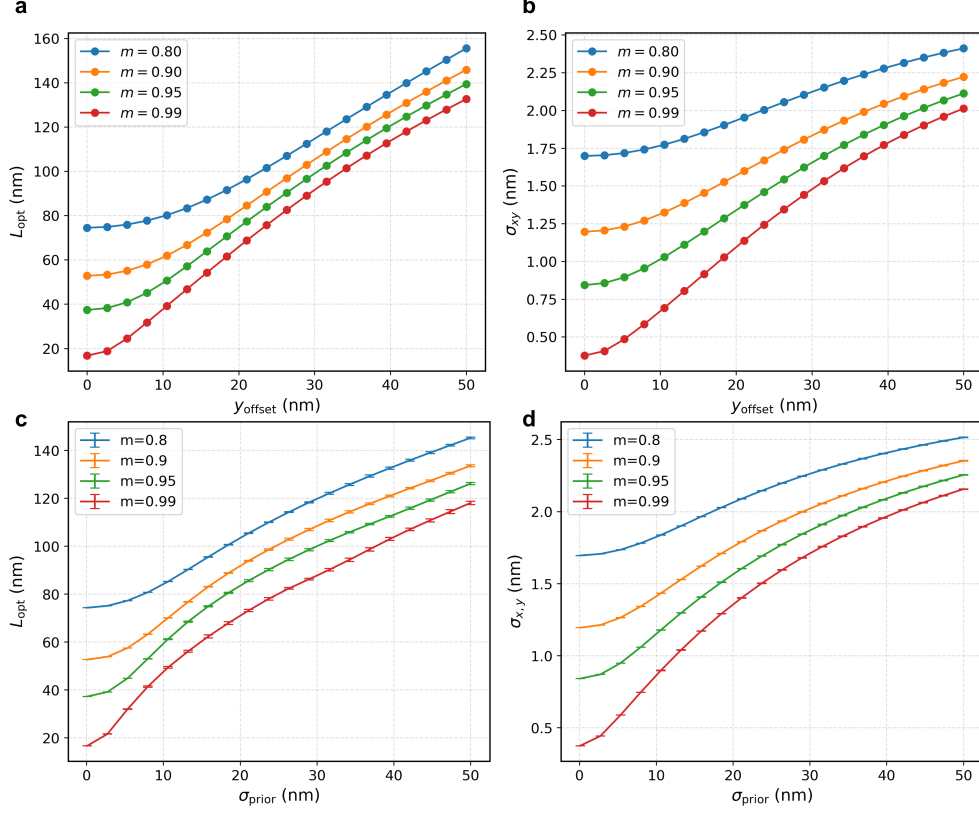 a
160
140
120
100
80
60
40
20
L_opt (nm)
m = 0.80
m = 0.90
m = 0.95
m = 0.99
0 10 20 30 40 50
y_offset (nm)
b
2.50
2.25
2.00
1.75
1.50
1.25
1.00
0.75
0.50
σ_xy (nm)
m = 0.80
m = 0.90
m = 0.95
m = 0.99
0 10 20 30 40 50
y_offset (nm)
c
140
120
100
80
60
40
20
L_opt (nm)
m=0.8
m=0.9
m=0.95
m=0.99
0 10 20 30 40 50
σ_prior (nm)
d
2.5
2.0
1.5
1.0
0.5
σ_x,y (nm)
m=0.8
m=0.9
m=0.95
m=0.99
0 10 20 30 40 50
σ_prior (nm)